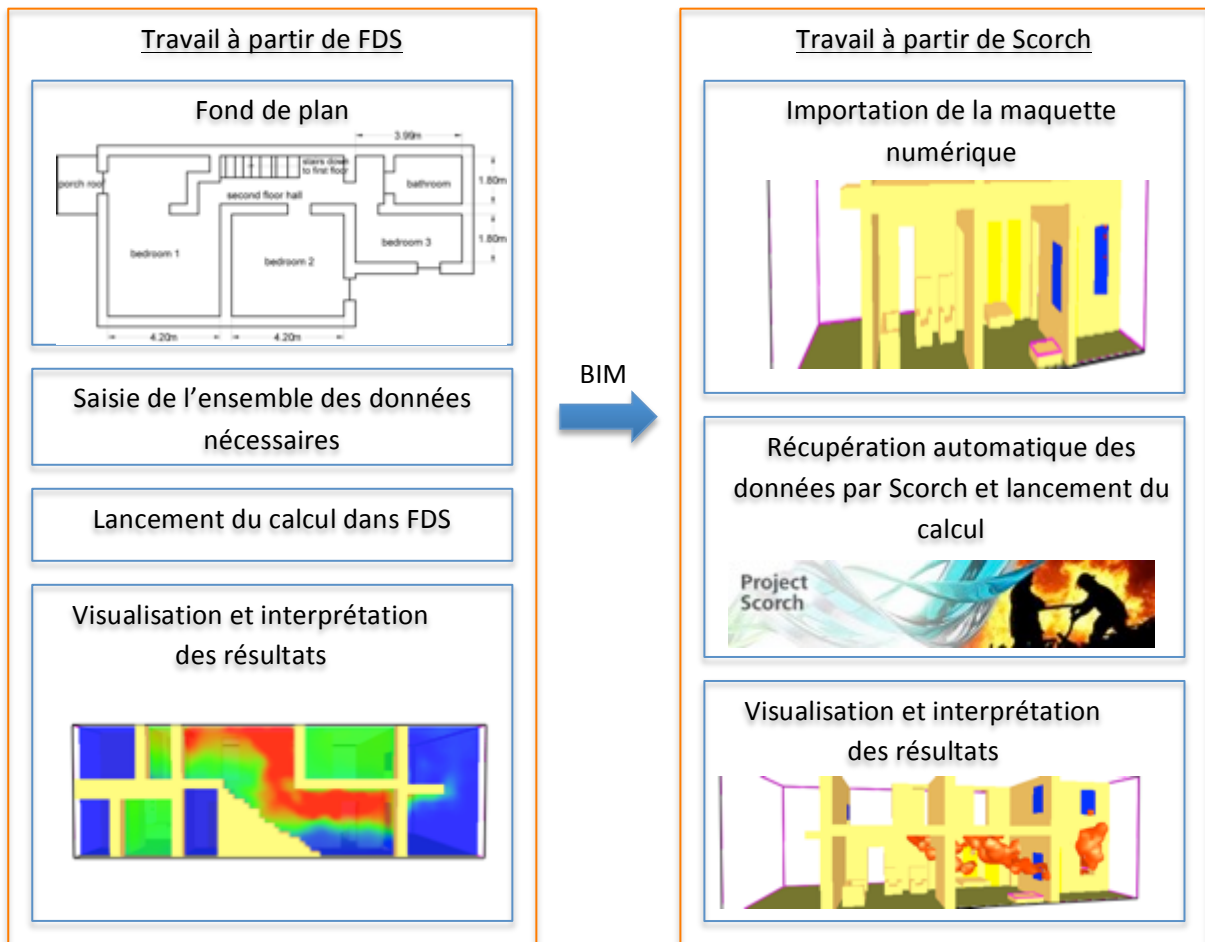 Travail à partir de FDS
Fond de plan
3.99m
porch roof
stairs down
to first floor
bathroom
1.80m
second floor hall
bedroom 1
bedroom 2
bedroom 3
1.80m
4.20m
4.20m
Saisie de l’ensemble des données
nécessaires
Lancement du calcul dans FDS
Visualisation et interprétation
des résultats
BIM
Travail à partir de Scorch
Importation de la maquette
numérique
Récupération automatique des
données par Scorch et lancement du
calcul
Project
Scorch
Visualisation et interprétation
des résultats